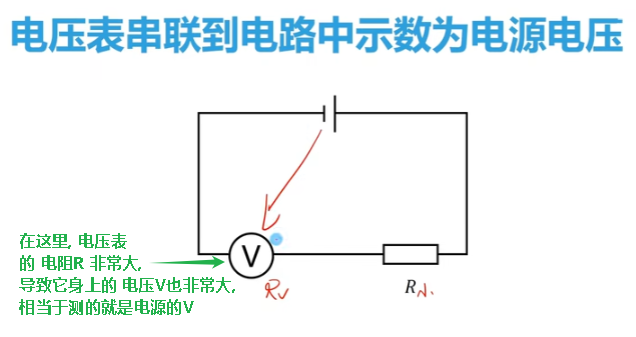 电压表串联到电路中示数为电源电压
在这里, 电压表
的 电阻R 非常大,
导致它身上的 电压V也非常大,
相当于测的就是电源的V
V
Rv
R小.